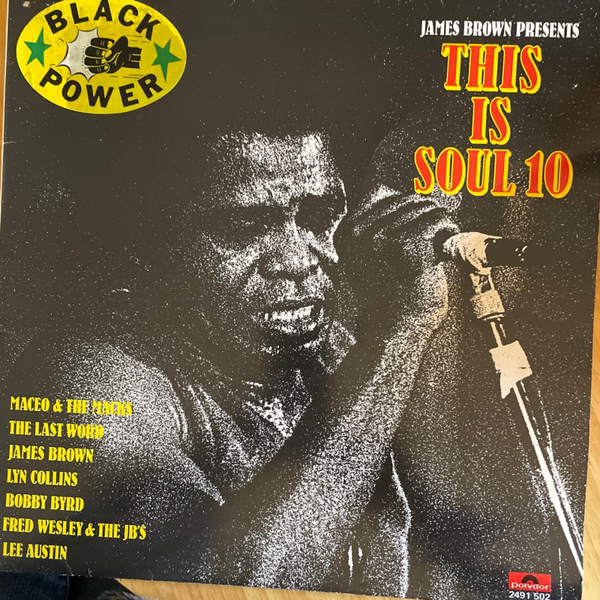 BLACK
POWER
JAMES BROWN PRESENTS
THIS
IS
SOUL 10
MACEO & THE MACKS
THE LAST WORD
JAMES BROWN
LYN COLLINS
BOBBY BYRD
FRED WESLEY & THE JB'S
LEE AUSTIN
polydor
2491 502